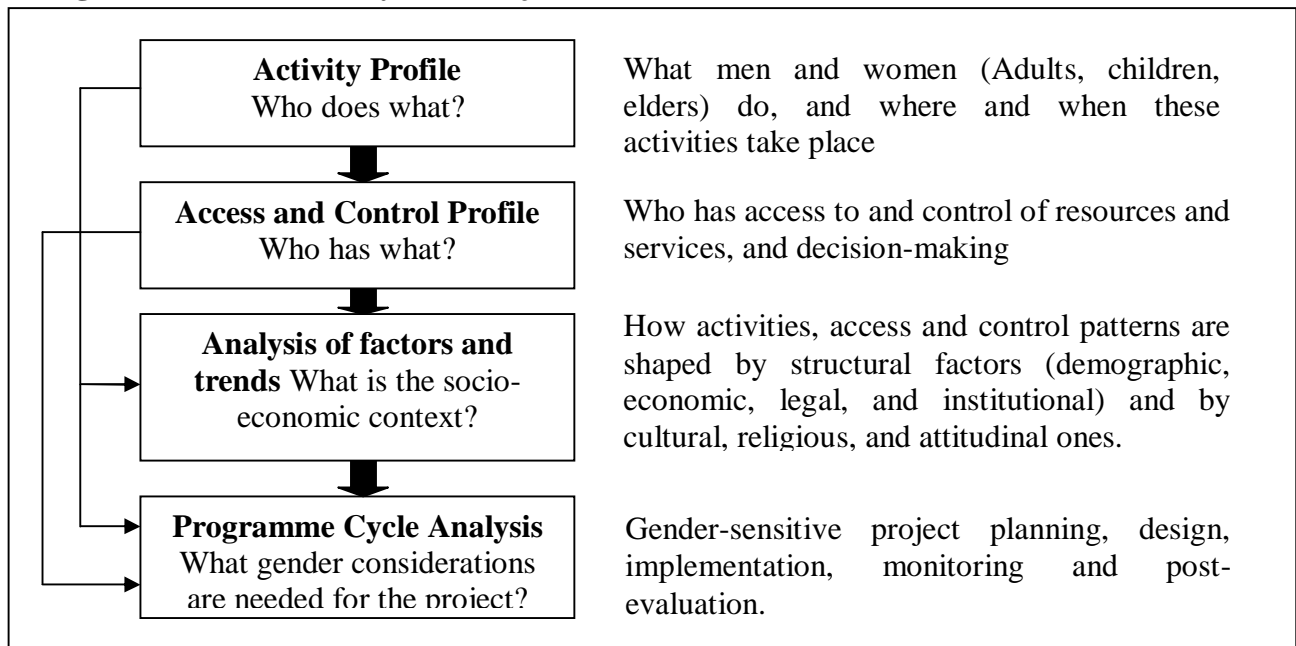 Activity Profile
Who does what?
What men and women (Adults, children,
elders) do, and where and when these
activities take place
Access and Control Profile
Who has what?
Who has access to and control of resources and
services, and decision-making
Analysis of factors and
trends What is the socio-
economic context?
How activities, access and control patterns are
shaped by structural factors (demographic,
economic, legal, and institutional) and by
cultural, religious, and attitudinal ones.
Programme Cycle Analysis
What gender considerations
are needed for the project?
Gender-sensitive project planning, design,
implementation, monitoring and post-
evaluation.